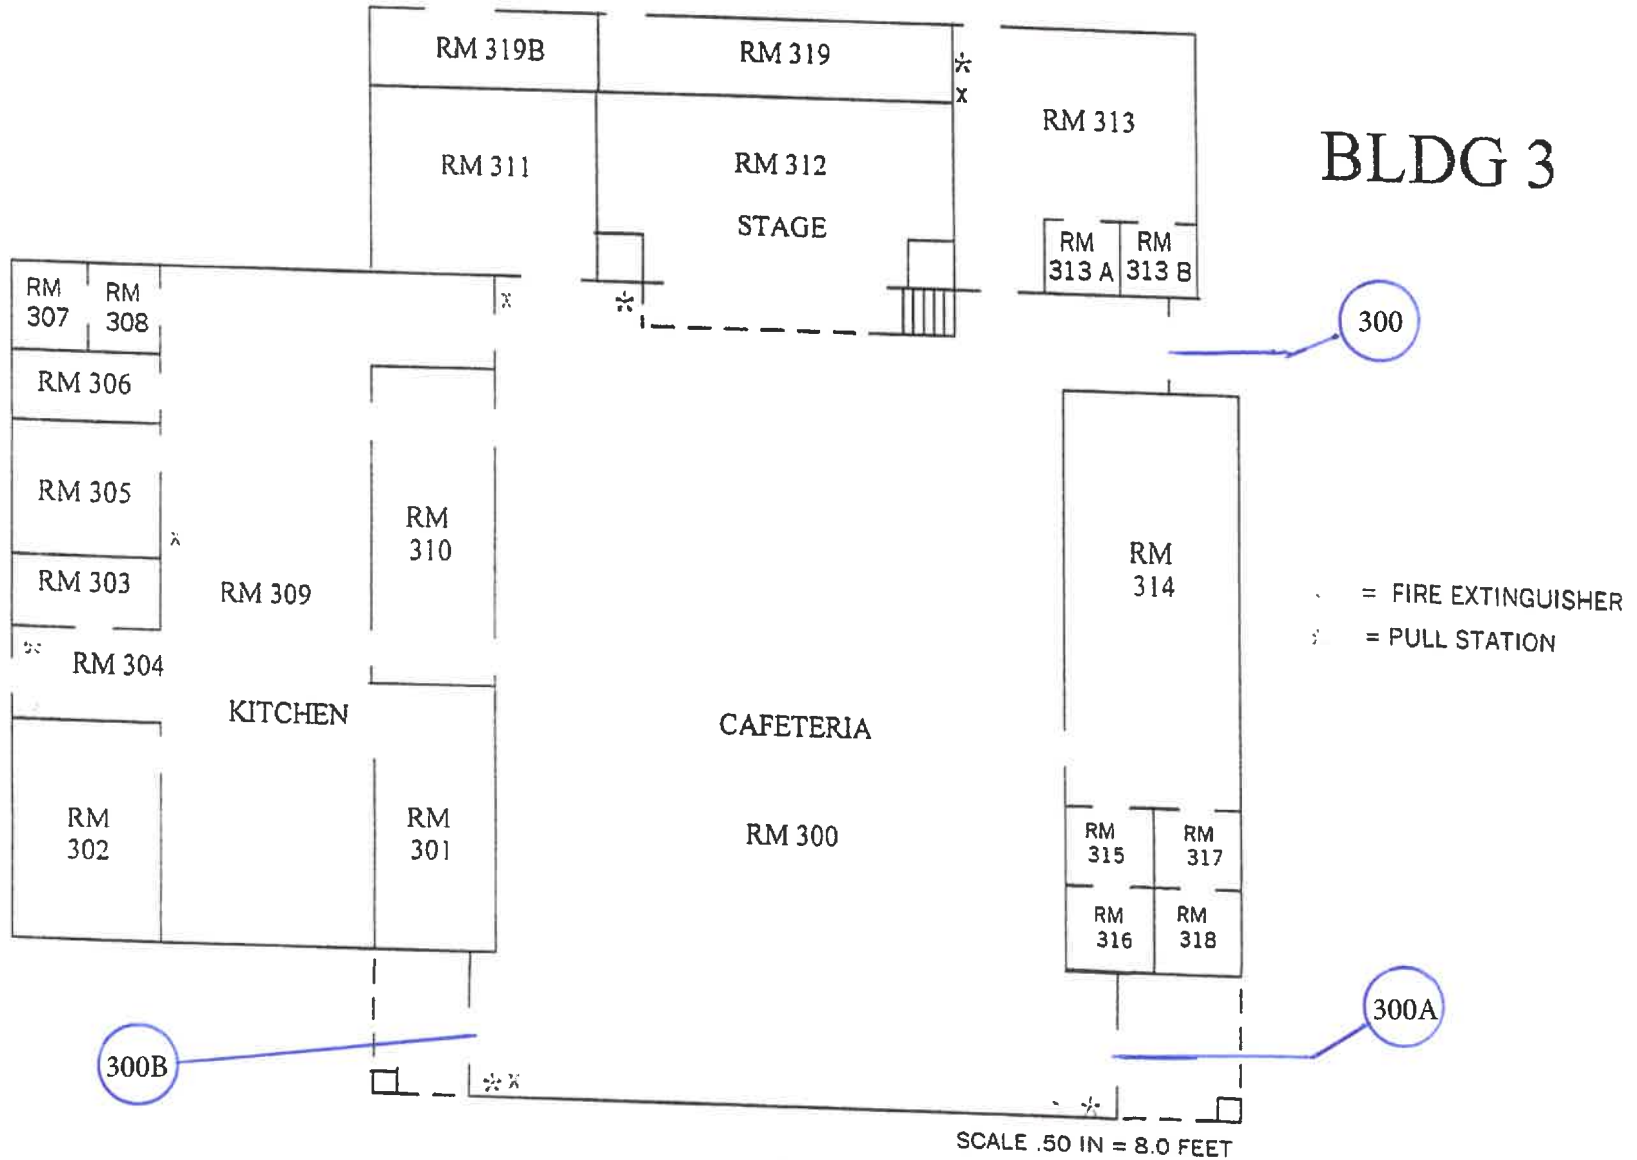 RM 319B
RM 319
RM 313
BLDG 3
RM 311
RM 312
STAGE
RM
313 A
RM
313 B
RM
307
RM
308
300
RM 306
RM 305
RM
310
RM
314
RM 303
RM 309
= FIRE EXTINGUISHER
* = PULL STATION
RM 304
KITCHEN
CAFETERIA
RM
302
RM
301
RM 300
RM
315
RM
317
RM
316
RM
318
300A
300B
SCALE .50 IN = 8.0 FEET